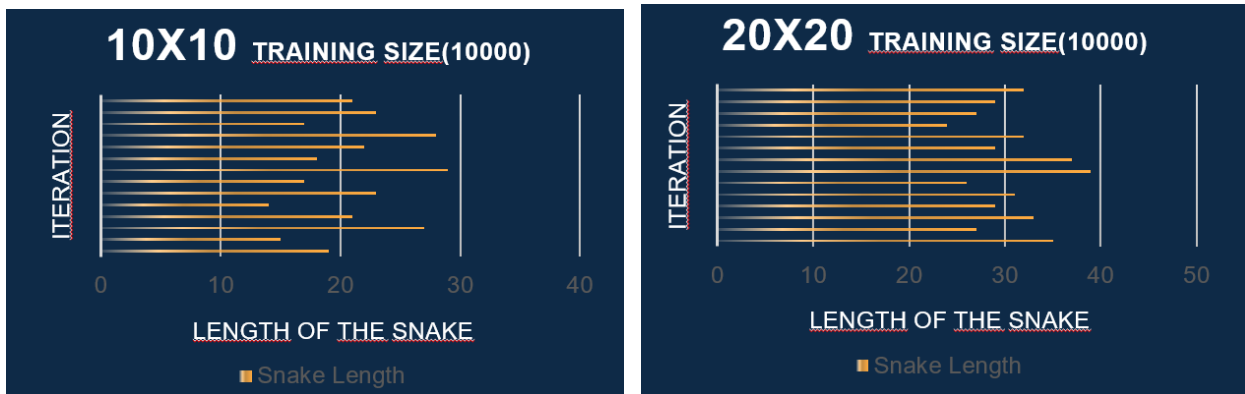 10X10 TRAINING SIZE(10000)
ITERATION
0 10 20 30 40
LENGTH OF THE SNAKE
Snake Length
20X20 TRAINING SIZE(10000)
ITERATION
0 10 20 30 40 50
LENGTH OF THE SNAKE
Snake Length